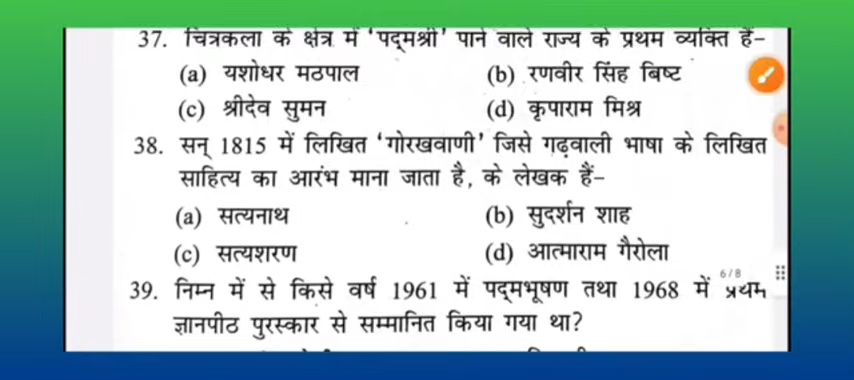 37. चित्रकला के क्षेत्र में 'पद्मश्री' पाने वाले राज्य के प्रथम व्यक्ति हैं-
(a) यशोधर मठपाल (b) रणवीर सिंह बिष्ट
(c) श्रीदेव सुमन (d) कृपाराम मिश्र
38. सन् 1815 में लिखित 'गोरखवाणी' जिसे गढ़वाली भाषा के लिखित
साहित्य का आरंभ माना जाता है, के लेखक हैं-
(a) सत्यनाथ (b) सुदर्शन शाह
(c) सत्यशरण (d) आत्माराम गैरोला
6/8
39. निम्न में से किसे वर्ष 1961 में पद्मभूषण तथा 1968 में प्रथम
ज्ञानपीठ पुरस्कार से सम्मानित किया गया था?